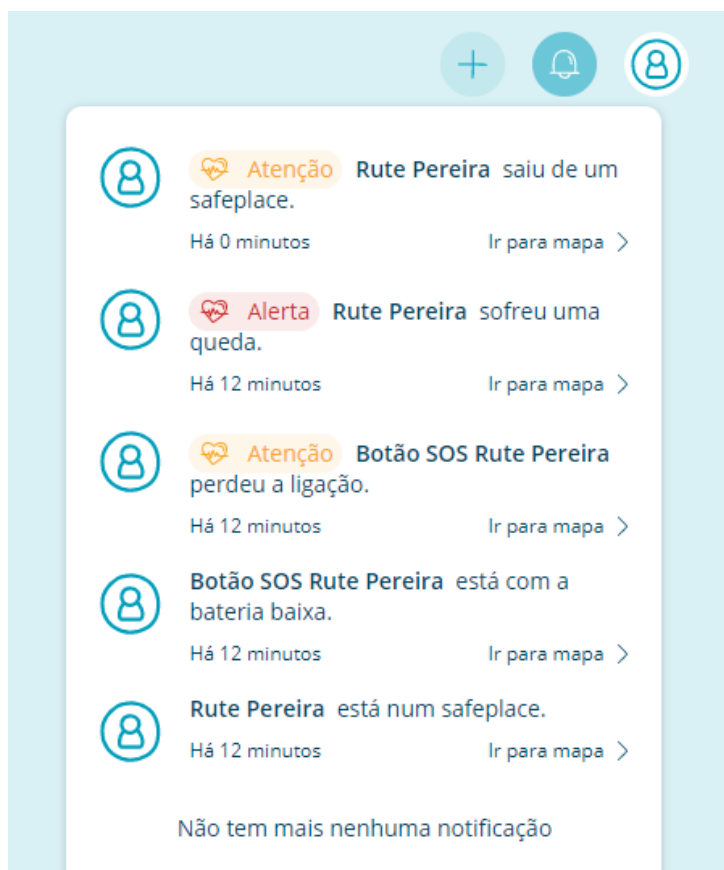 Atenção Rute Pereira saiu de um
safeplace.
Há 0 minutos Ir para mapa
Alerta Rute Pereira sofreu uma
queda.
Há 12 minutos Ir para mapa
Atenção Botão SOS Rute Pereira
perdeu a ligação.
Há 12 minutos Ir para mapa
Botão SOS Rute Pereira está com a
bateria baixa.
Há 12 minutos Ir para mapa
Rute Pereira está num safeplace.
Há 12 minutos Ir para mapa
Não tem mais nenhuma notificação